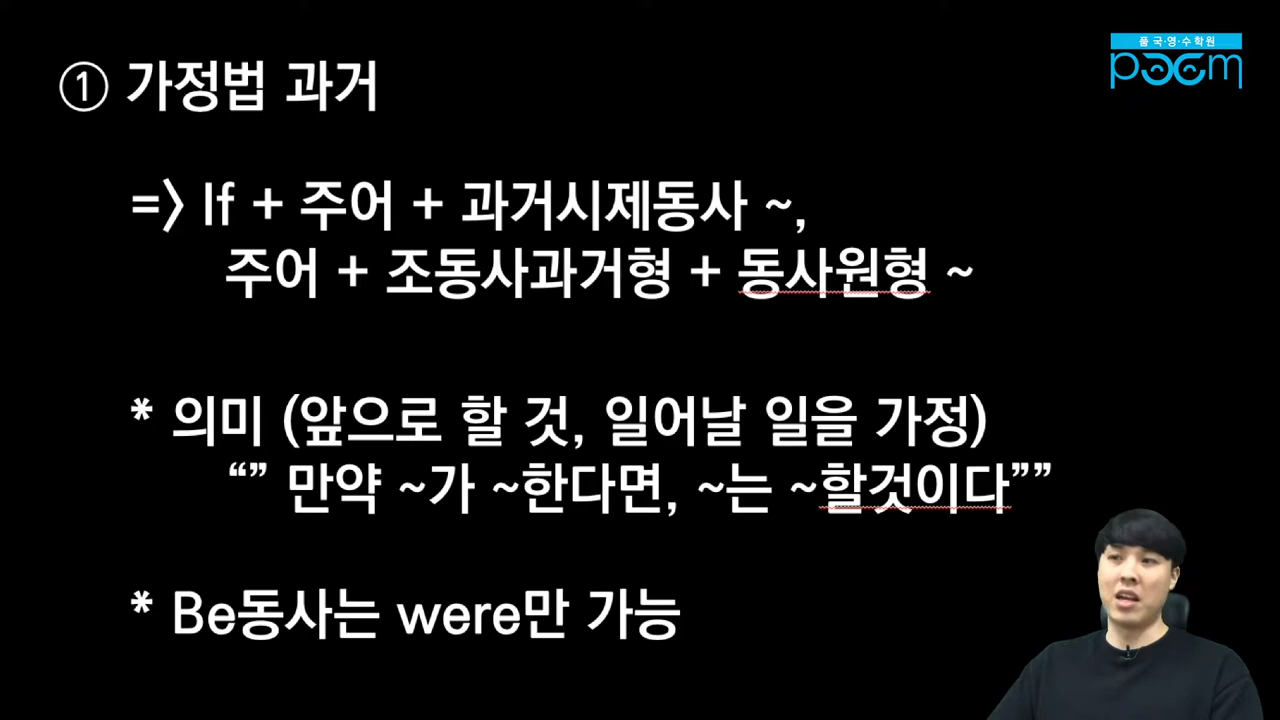 ① 가정법 과거
품 국·영·수 학원
poem
=> If + 주어 + 과거시제동사 ~,
주어 + 조동사과거형 + 동사원형 ~
* 의미 (앞으로 할 것, 일어날 일을 가정)
“” 만약 ~가 ~한다면, ~는 ~할것이다””
* Be동사는 were만 가능